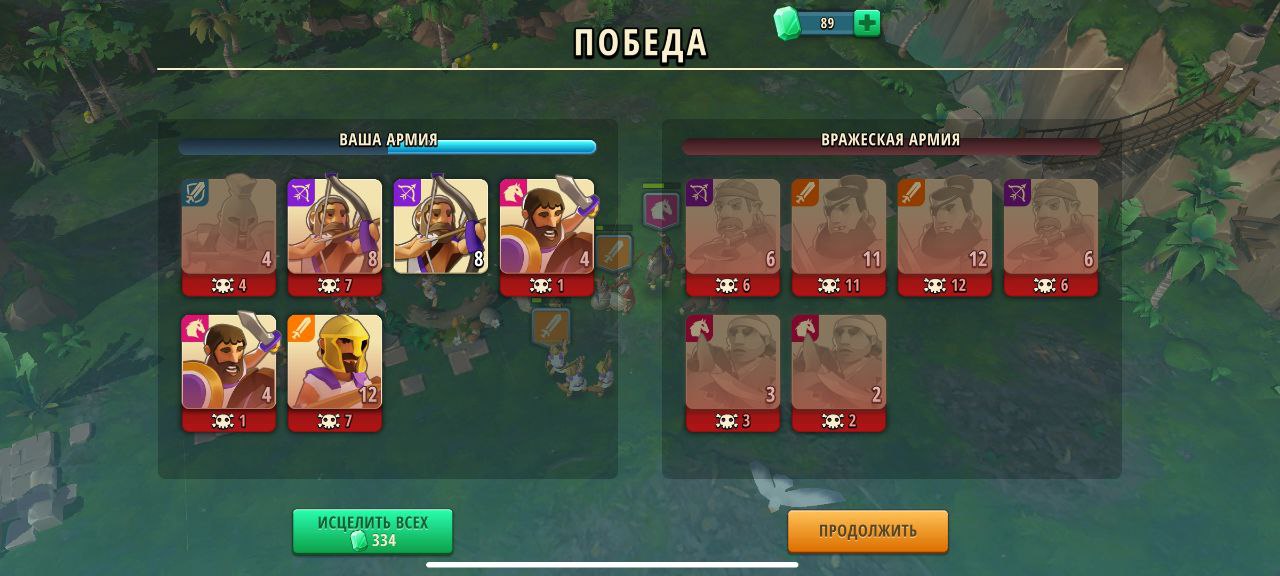 ПОБЕДА
89
ВАША АРМИЯ
ВРАЖЕСКАЯ АРМИЯ
4 8 8 4
4 7 1
6 11 12 6
6 11 12 6
4 12
1 7
3 2
3 2
ИСЦЕЛИТЬ ВСЕХ
334
ПРОДОЛЖИТЬ